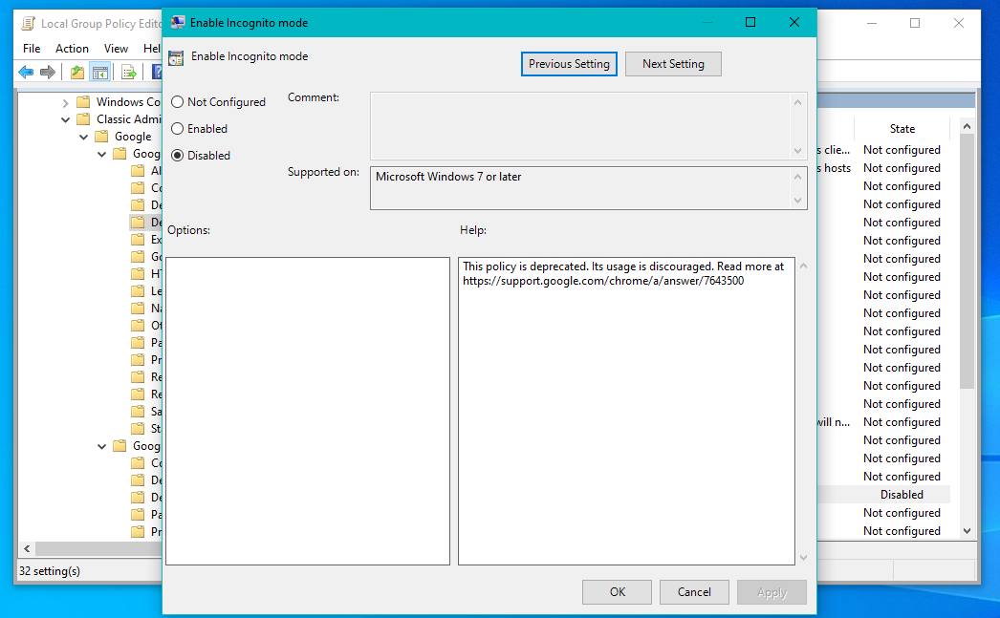 Local Group Policy Edito
File Action View Hel
Windows Co
Classic Admi
Google
Goog
Al
Co
De
De
Ex
Go
HT
Le
Na
Ot
Pa
Pr
Re
Re
Sa
St
Goog
Co
De
De
Pa
Pr
32 setting(s)
Enable Incognito mode
Enable Incognito mode
Previous Setting
Next Setting
Not Configured
Enabled
Disabled
Comment:
Supported on:
Microsoft Windows 7 or later
Options:
Help:
This policy is deprecated. Its usage is discouraged. Read more at
https://support.google.com/chrome/a/answer/7643500
OK
Cancel
Apply
State
s clie... Not configured
s hosts Not configured
Not configured
Not configured
Not configured
Not configured
Not configured
Not configured
Not configured
Not configured
Not configured
Not configured
Not configured
Not configured
Not configured
will n... Not configured
Not configured
Not configured
Not configured
Disabled
Not configured
Not configured